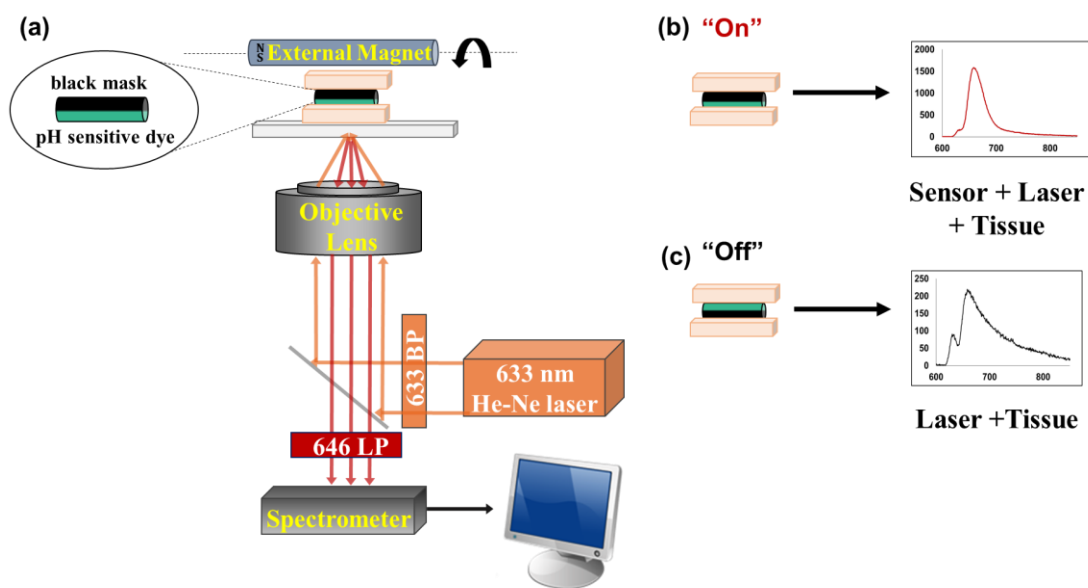 (a)
N
S
External Magnet
black mask
pH sensitive dye
Objective
Lens
633 BP
633 nm
He-Ne laser
646 LP
Spectrometer
(b) “On”
2000
1500
1000
500
0
600 700 800
Sensor + Laser
+ Tissue
(c) “Off”
250
200
150
100
50
0
600 700 800
Laser +Tissue